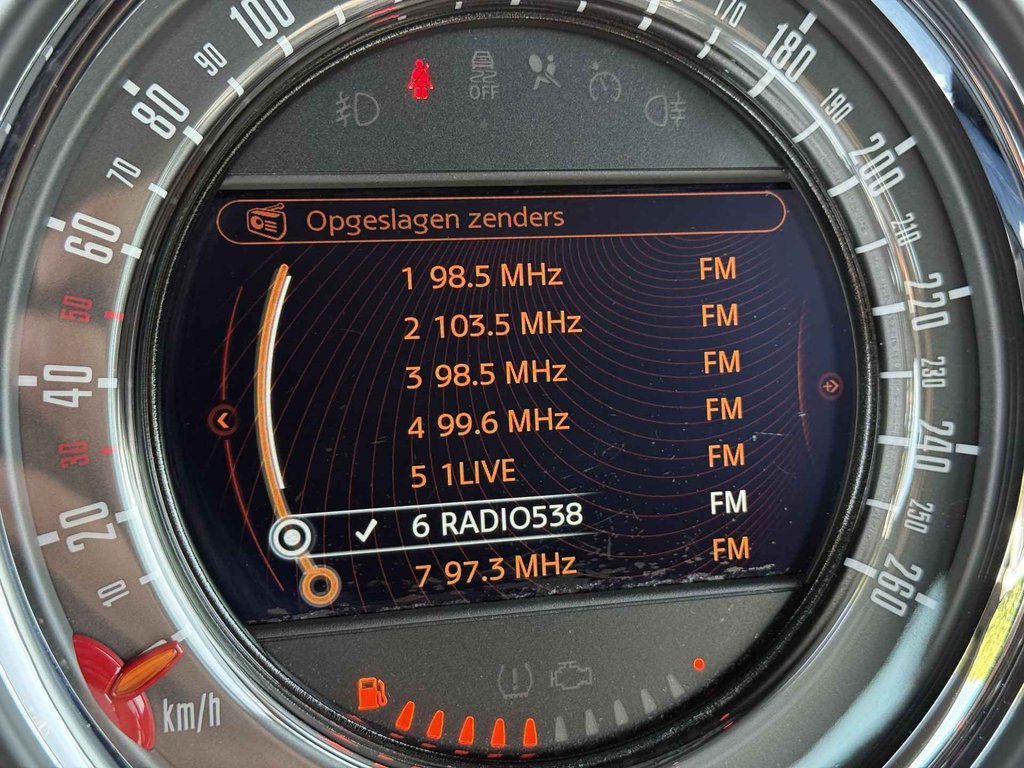 100
170
180
90
190
80
OFF
200
70
210
60
Opgeslagen zenders
1 98.5 MHz FM
2 103.5 MHz FM
3 98.5 MHz FM
4 99.6 MHz FM
5 1LIVE FM
6 RADIO538 FM
7 97.3 MHz FM
50
220
40
230
30
240
20
250
10
260
km/h